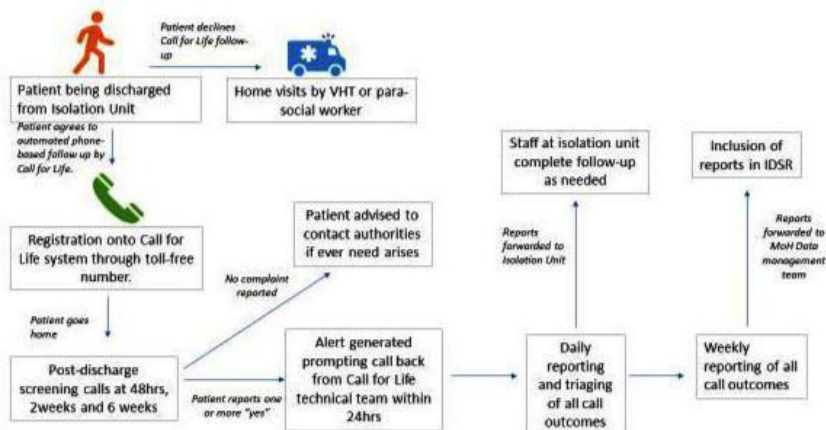 Patient declines
Call for Life follow-
up
Patient being discharged
from Isolation Unit
Home visits by VHT or para-
social worker
Patient agrees to
automated phone-
based follow up by
Call for Life.
Registration onto Call for
Life system through toll-free
number.
Patient goes
home
Post-discharge
screening calls at 48hrs,
2weeks and 6 weeks
No complaint
reported
Patient advised to
contact authorities
if ever need arises
Patient reports one
or more "yes"
Alert generated
prompting call back
from Call for Life
technical team within
24hrs
Staff at isolation unit
complete follow-up
as needed
Reports
forwarded to
Isolation Unit
Daily
reporting
and triaging
of all call
outcomes
Inclusion of
reports in IDSR
Reports
forwarded to
MoH Data
management
team
Weekly
reporting of all
call outcomes